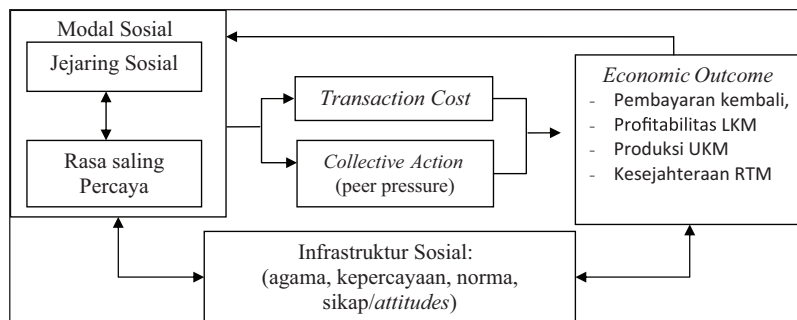 Modal Sosial
Jejaring Sosial
Rasa saling
Percaya
Transaction Cost
Collective Action
(peer pressure)
Economic Outcome
- Pembayaran kembali,
- Profitabilitas LKM
- Produksi UKM
- Kesejahteraan RTM
Infrastruktur Sosial:
(agama, kepercayaan, norma,
sikap/attitudes)